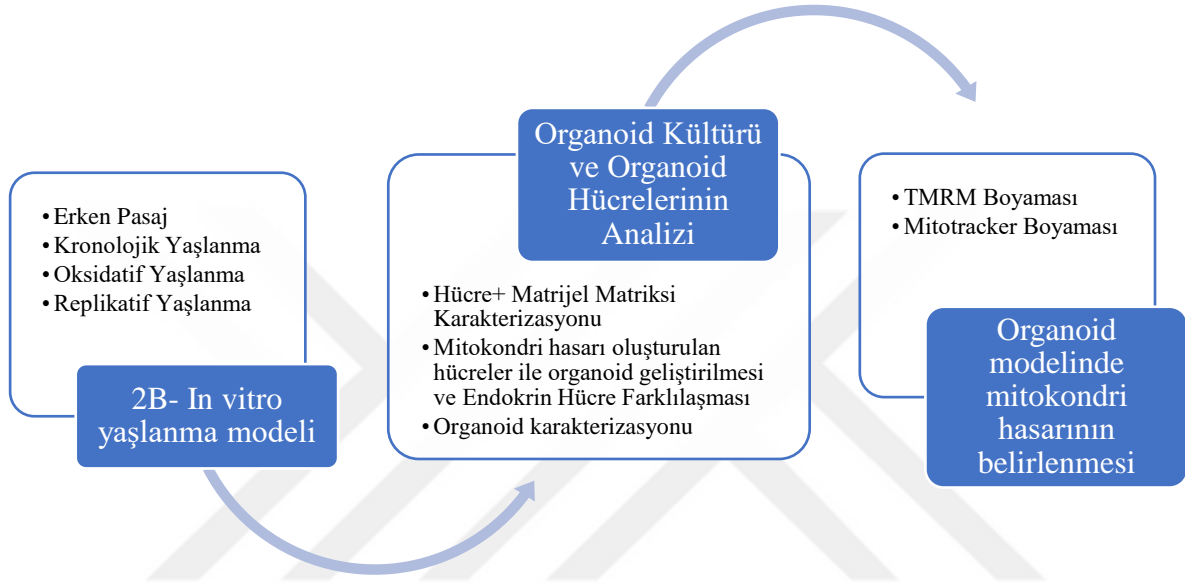 • Erken Pasaj
• Kronolojik Yaşlanma
• Oksidatif Yaşlanma
• Replikatif Yaşlanma
2B- In vitro
yaşlanma modeli
Organoid Kültürü
ve Organoid
Hücrelerinin
Analizi
• Hücre+ Matrijel Matriksi
Karakterizasyonu
• Mitokondri hasarı oluşturulan
hücreler ile organoid geliştirilmesi
ve Endokrin Hücre Farklılaşması
• Organoid karakterizasyonu
• TMRM Boyaması
• Mitotracker Boyaması
Organoid
modelinde
mitokondri
hasarının
belirlenmesi